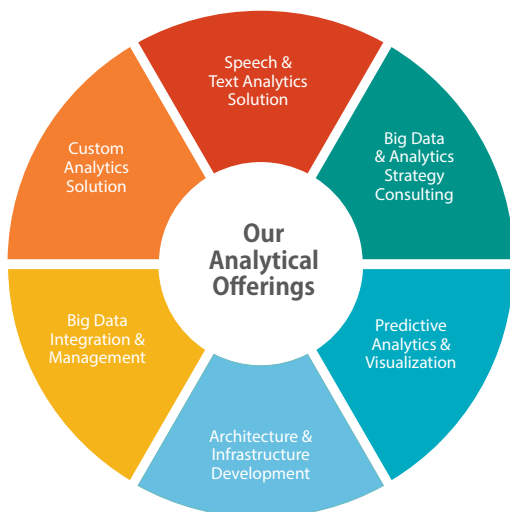 Speech &
Text Analytics
Solution
Big Data
& Analytics
Strategy
Consulting
Predictive
Analytics &
Visualization
Architecture &
Infrastructure
Development
Big Data
Integration &
Management
Custom
Analytics
Solution
Our
Analytical
Offerings